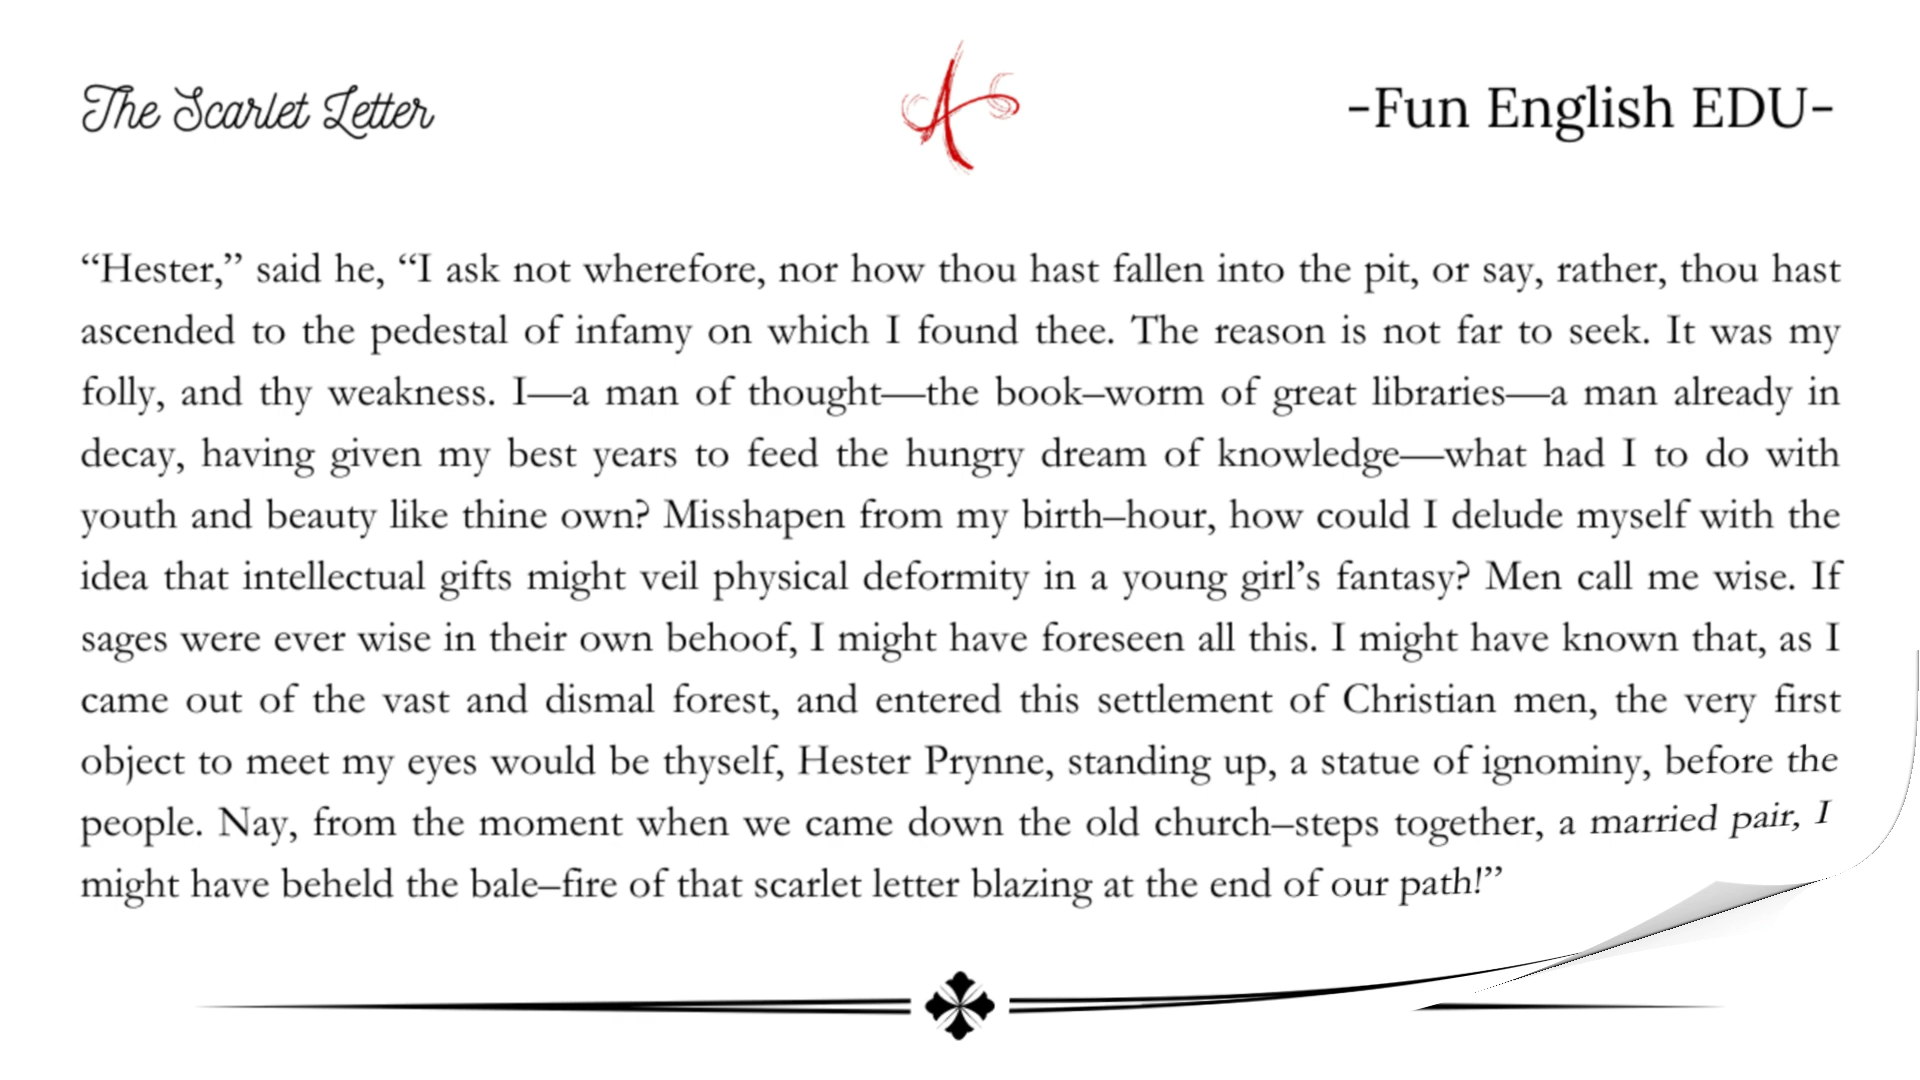 The Scarlet Letter
A
-Fun English EDU-
“Hester,” said he, “I ask not wherefore, nor how thou hast fallen into the pit, or say, rather, thou hast
ascended to the pedestal of infamy on which I found thee. The reason is not far to seek. It was my
folly, and thy weakness. I—a man of thought—the book–worm of great libraries—a man already in
decay, having given my best years to feed the hungry dream of knowledge—what had I to do with
youth and beauty like thine own? Misshapen from my birth–hour, how could I delude myself with the
idea that intellectual gifts might veil physical deformity in a young girl’s fantasy? Men call me wise. If
sages were ever wise in their own behoof, I might have foreseen all this. I might have known that, as I
came out of the vast and dismal forest, and entered this settlement of Christian men, the very first
object to meet my eyes would be thyself, Hester Prynne, standing up, a statue of ignominy, before the
people. Nay, from the moment when we came down the old church–steps together, a married pair, I
might have beheld the bale–fire of that scarlet letter blazing at the end of our path!”